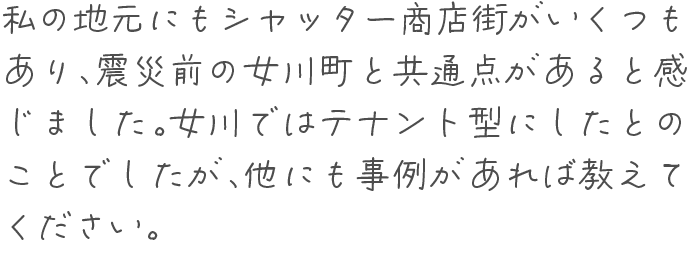 私の地元にもシャッター商店街がいくつも
あり、震災前の女川町と共通点があると感
じました。女川ではテナント型にしたとの
ことでしたが、他にも事例があれば教えて
ください。